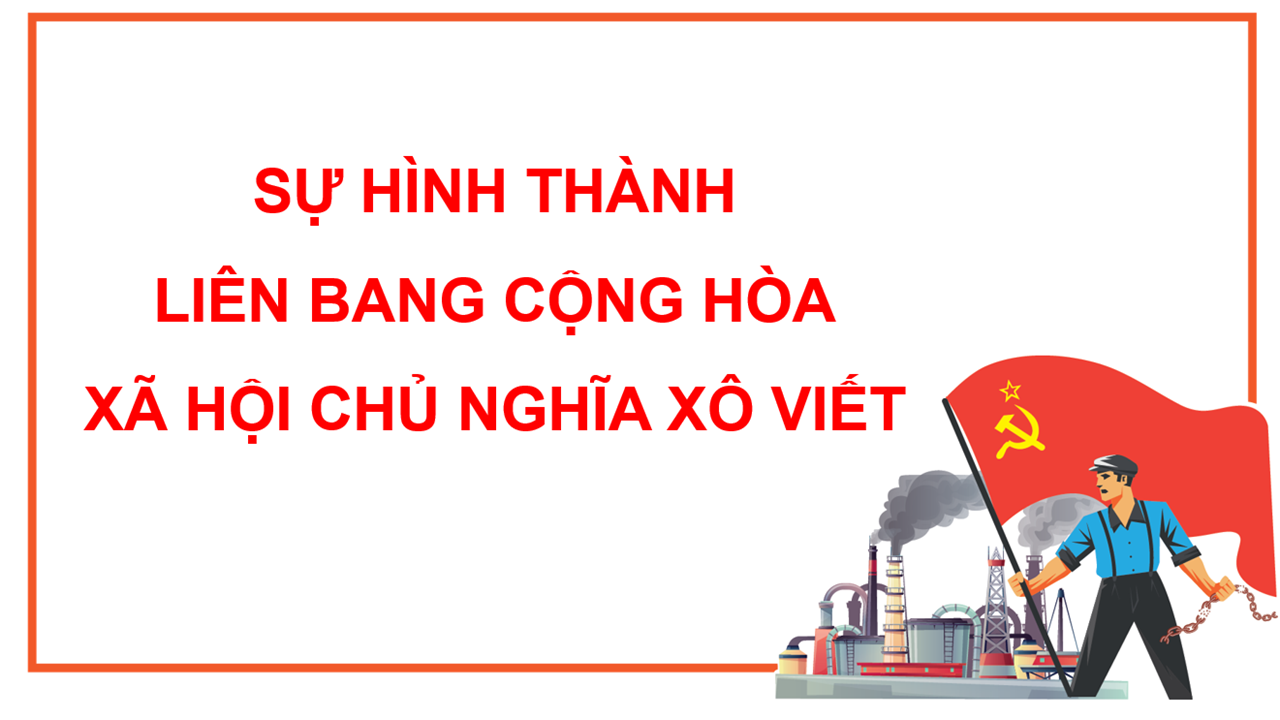 SỰ HÌNH THÀNH
LIÊN BANG CỘNG HÒA
XÃ HỘI CHỦ NGHĨA XÔ VIẾT